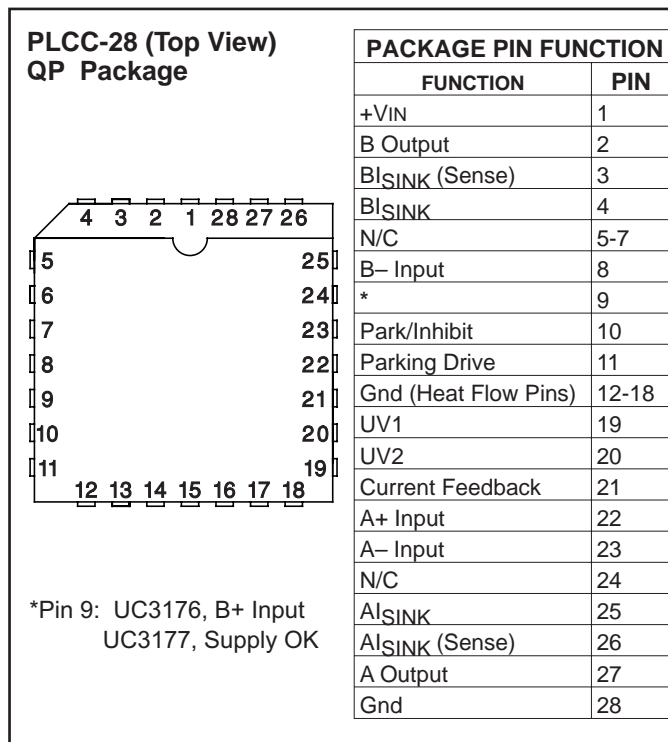 PLCC-28 (Top View)
QP Package
4 3 2 1 28 27 26
5 25
6 24
7 23
8 22
9 21
10 20
11 19
12 13 14 15 16 17 18
*Pin 9: UC3176, B+ Input
UC3177, Supply OK
PACKAGE PIN FUNCTION
FUNCTION PIN
+VIN 1
B Output 2
BISINK (Sense) 3
BISINK 4
N/C 5-7
B– Input 8
* 9
Park/Inhibit 10
Parking Drive 11
Gnd (Heat Flow Pins) 12-18
UV1 19
UV2 20
Current Feedback 21
A+ Input 22
A– Input 23
N/C 24
AISINK 25
AISINK (Sense) 26
A Output 27
Gnd 28